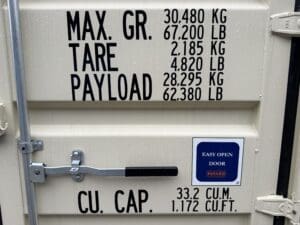 MAX. GR. 30.480 KG
67.200 LB
TARE 2.185 KG
4.820 LB
PAYLOAD 28.295 KG
62.380 LB
EASY OPEN
DOOR
CU. CAP. 33.2 CU.M.
1.172 CU.FT.